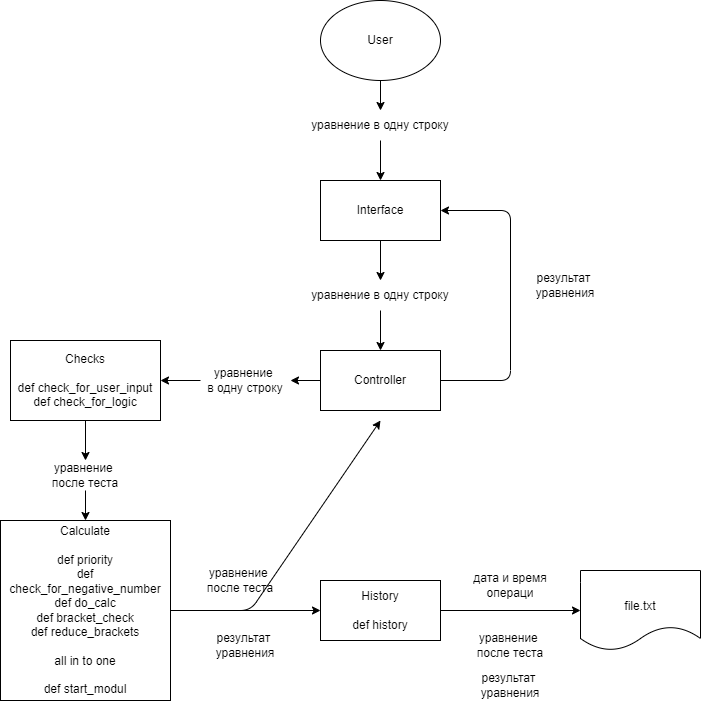 User
уравнение в одну строку
Interface
уравнение в одну строку
результат
уравнения
Controller
уравнение
в одну строку
Checks
def check_for_user_input
def check_for_logic
уравнение
после теста
Calculate
def priority
def
check_for_negative_number
def do_calc
def bracket_check
def reduce_brackets
all in to one
def start_modul
уравнение
после теста
результат
уравнения
History
def history
дата и время
операци
уравнение
после теста
результат
уравнения
file.txt